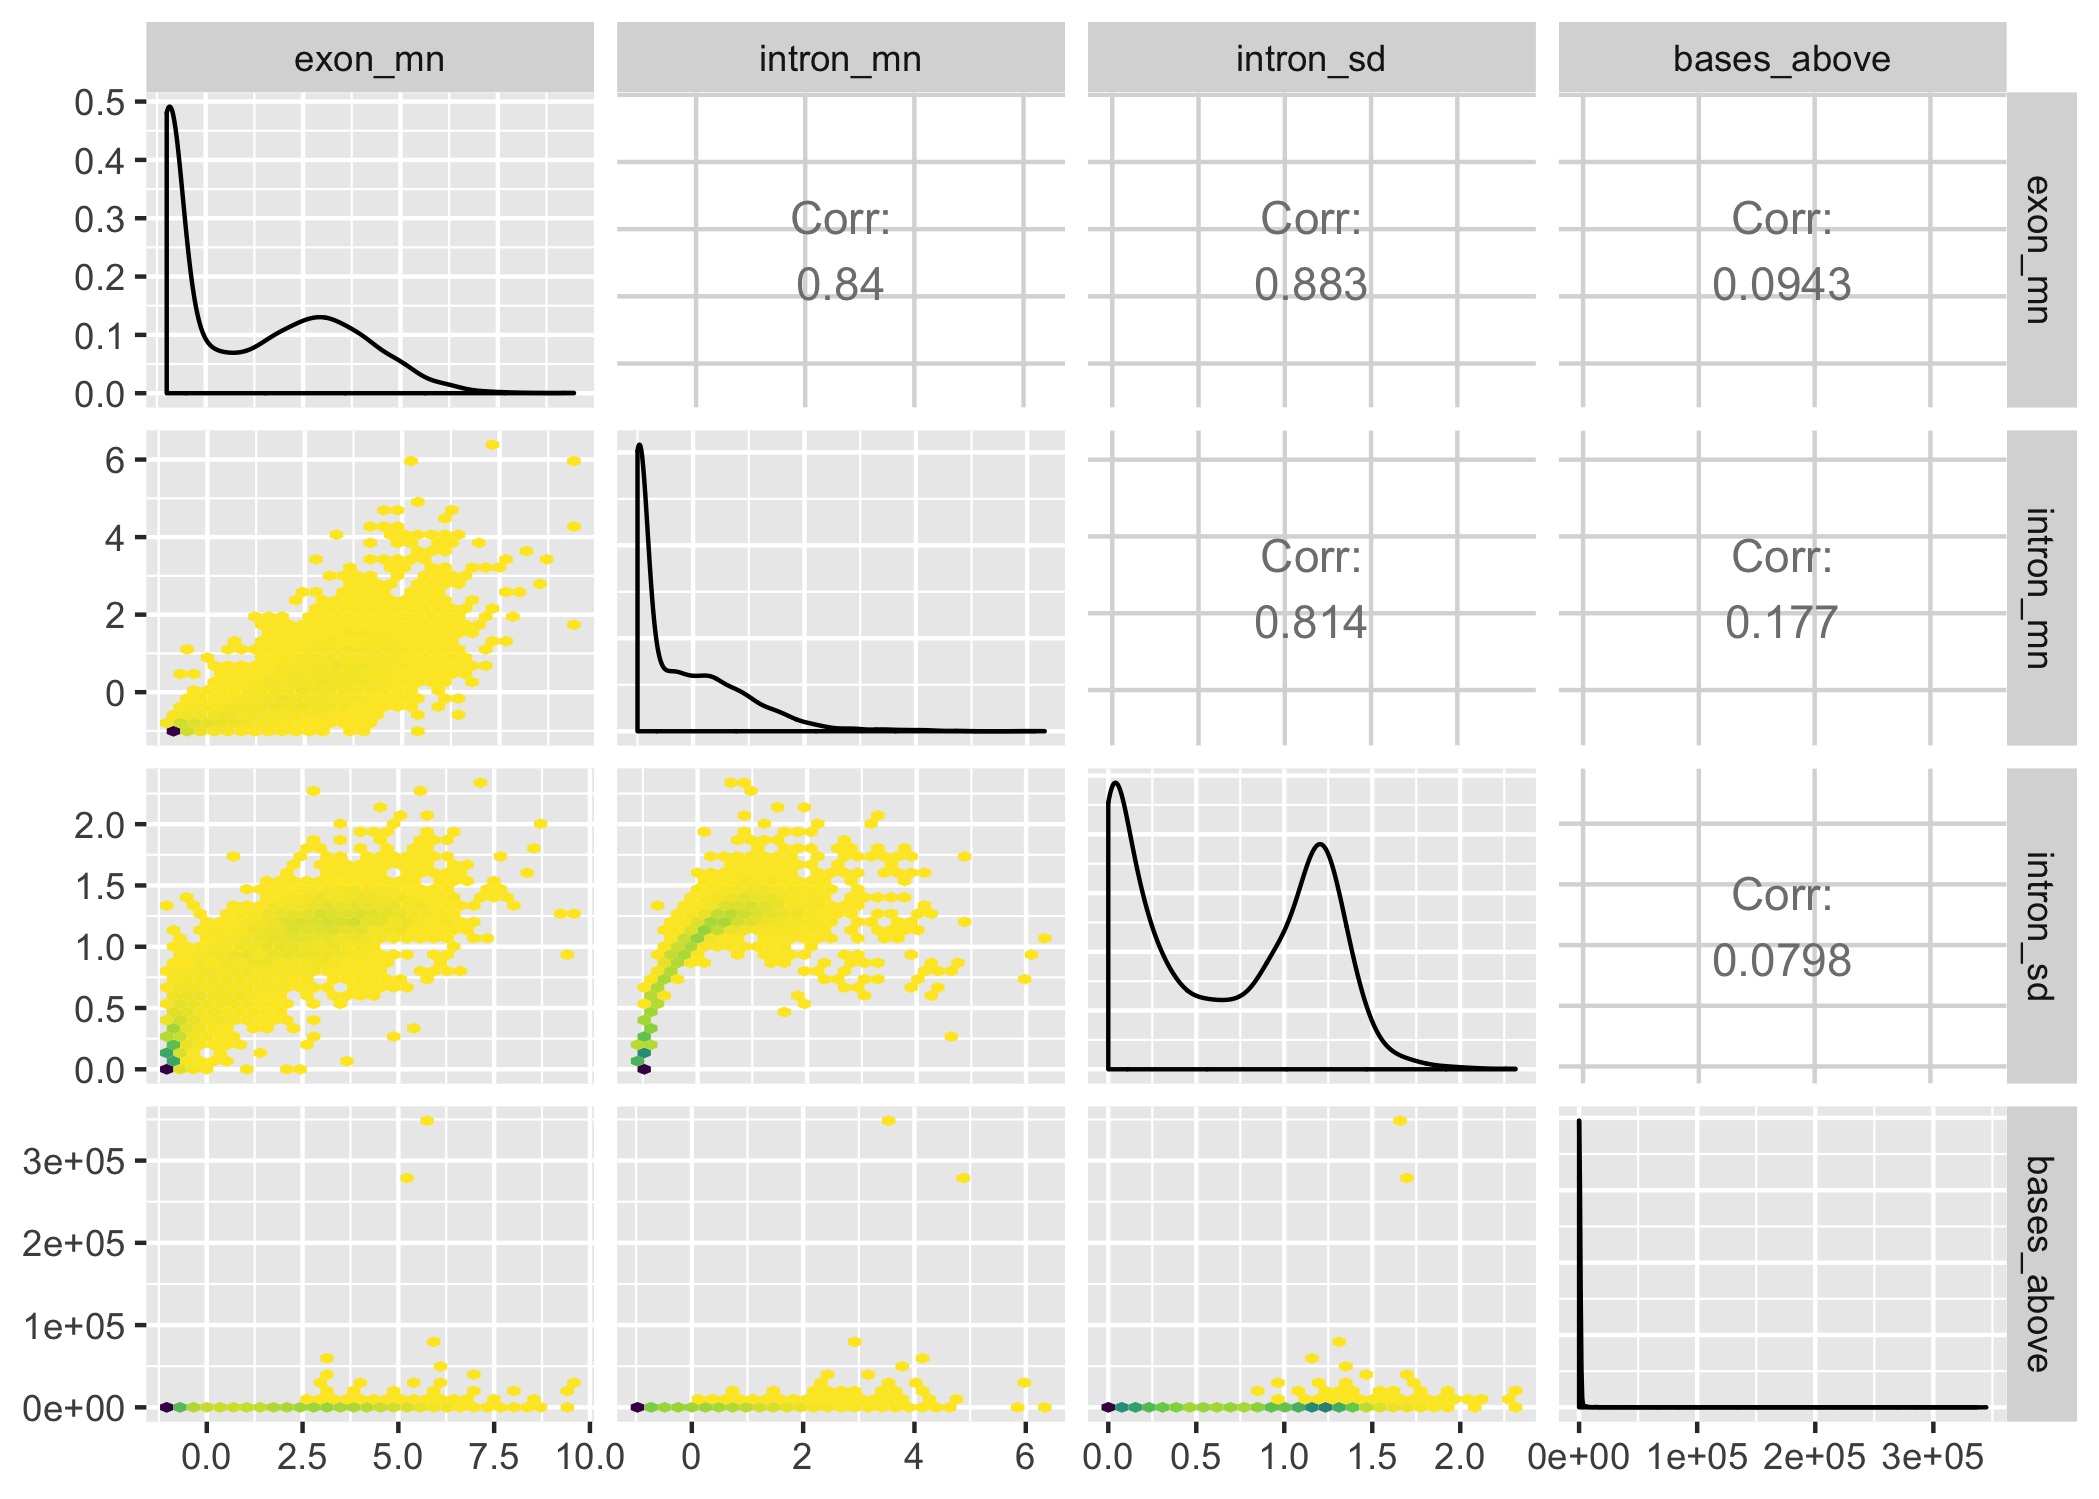 exon_mn intron_mn intron_sd bases_above
0.5
0.4
0.3
0.2
0.1
0.0
Corr:
0.84
Corr:
0.883
Corr:
0.0943
exon_mn
6
4
2
0
Corr:
0.814
Corr:
0.177
intron_mn
2.0
1.5
1.0
0.5
0.0
Corr:
0.0798
intron_sd
3e+05
2e+05
1e+05
0e+00
bases_above
0.0 2.5 5.0 7.5 10.0 0 2 4 6 0.0 0.5 1.0 1.5 2.0 0e+00 1e+05 2e+05 3e+05